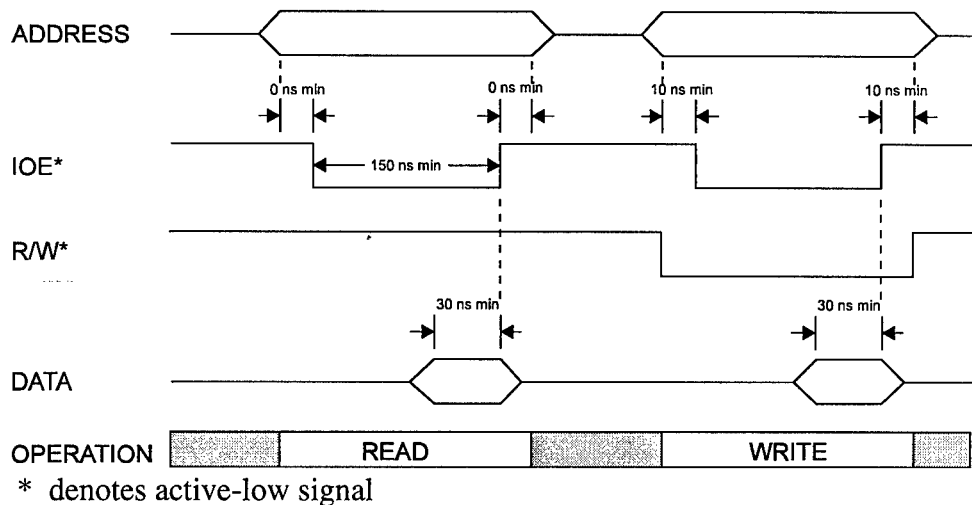 ADDRESS
0 ns min
0 ns min
10 ns min
10 ns min
IOE*
150 ns min
R/W*
30 ns min
30 ns min
DATA
OPERATION
READ
WRITE
* denotes active-low signal